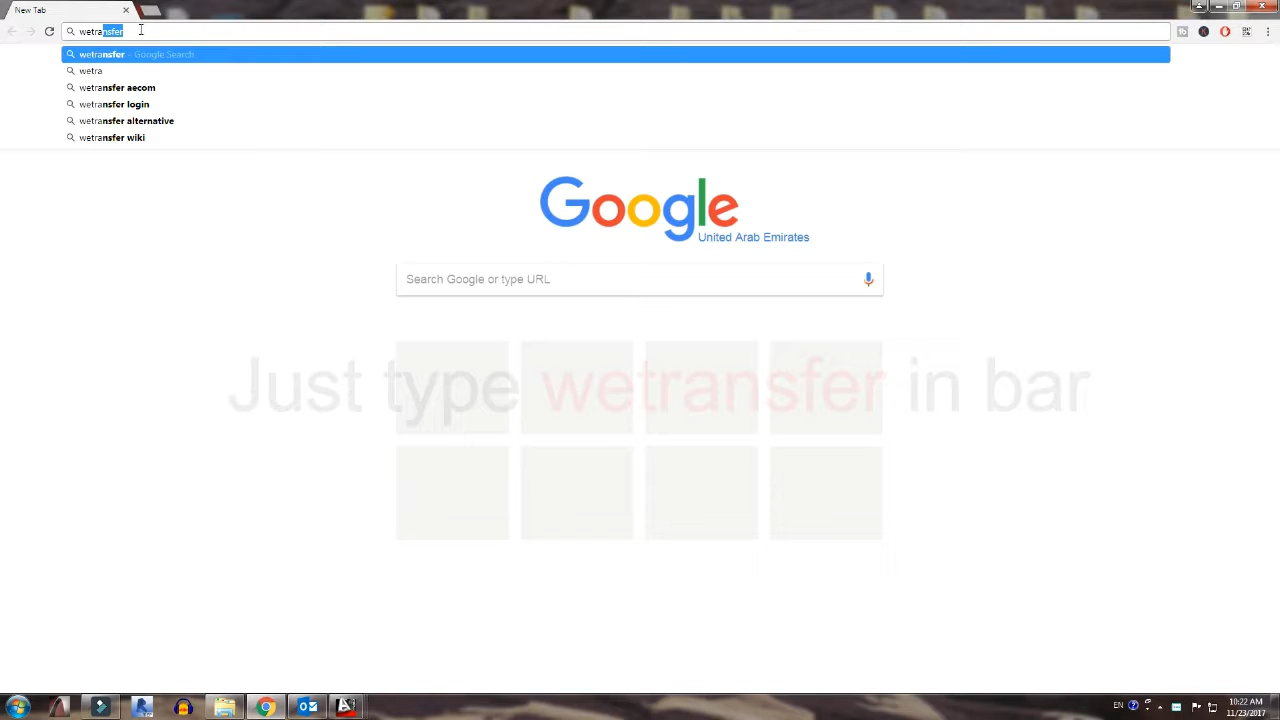 New Tab
wetransfer
wetransfer - Google Search
wetra
wetransfer aecom
wetransfer login
wetransfer alternative
wetransfer wiki
Google
United Arab Emirates
Search Google or type URL
Just type wetransfer in bar
EN
10:22 AM
11/23/2017